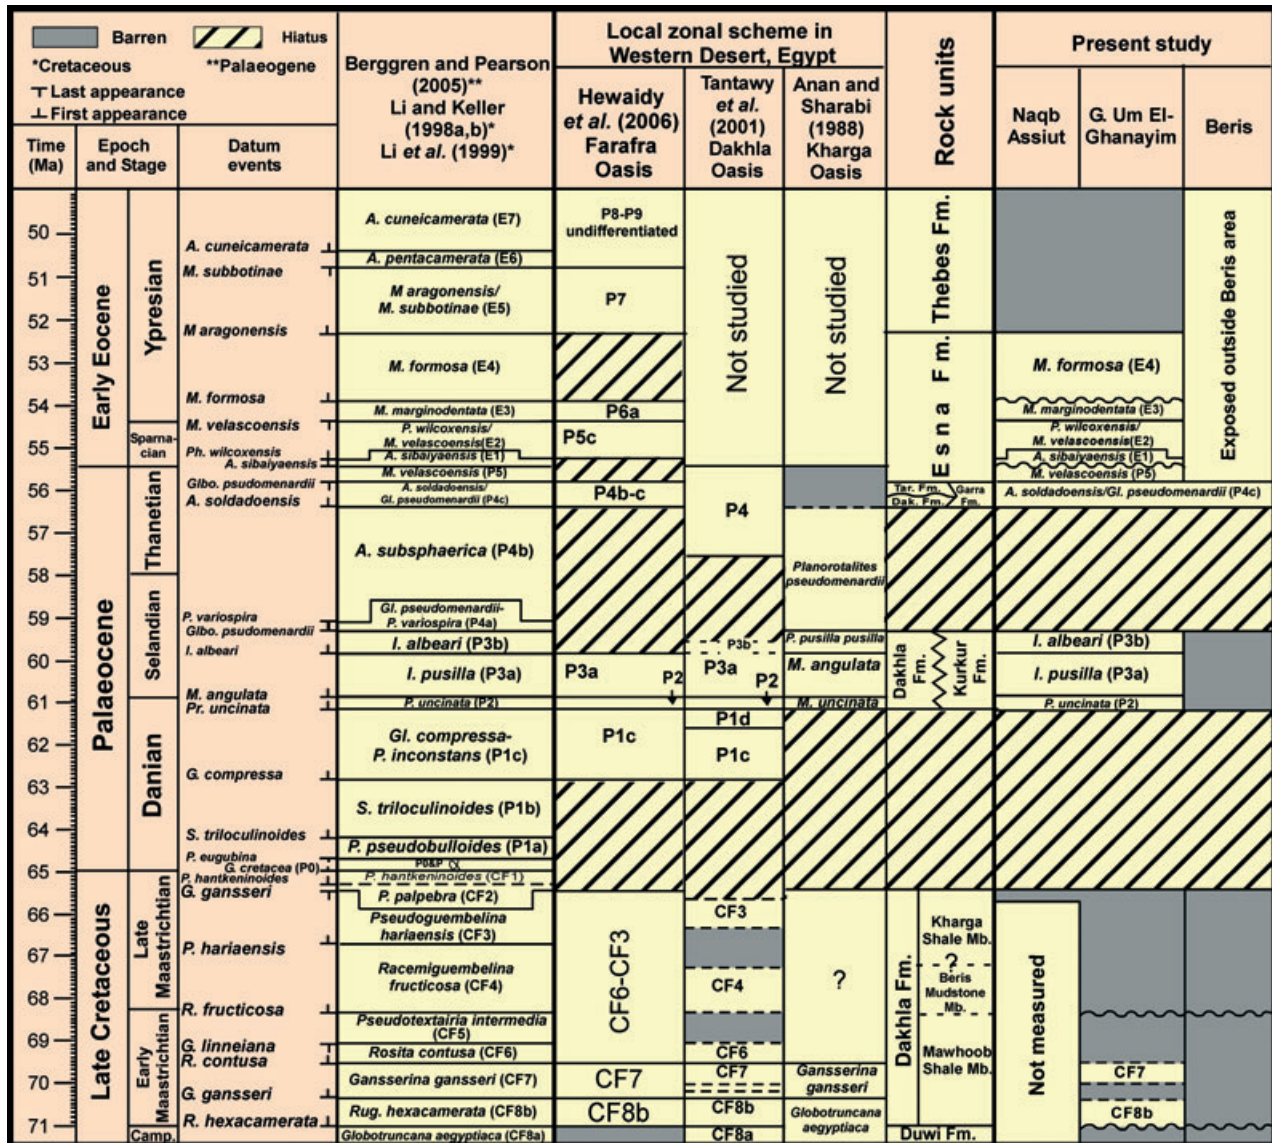 Barren
Hiatus
*Cretaceous **Palaeogene
Last appearance
First appearance
Time
(Ma)
Epoch
and Stage
Datum
events
Berggren and Pearson
(2005)**
Li and Keller
(1998a,b)*
Li et al. (1999)*
Local zonal scheme in
Western Desert, Egypt
Hewaidy
et al. (2006)
Farafra
Oasis
Tantawy
et al.
(2001)
Dakhla
Oasis
Anan and
Sharabi
(1988)
Kharga
Oasis
Rock units
Present study
Naqb
Assiut
G. Um El-
Ghanayim
Beris
50
51
52
53
54
55
56
57
58
59
60
61
62
63
64
65
66
67
68
69
70
71
Early Eocene
Palaeocene
Late Cretaceous
Ypresian
Sparna-
cian
Thanetian
Selandian
Danian
Late
Maastrichtian
Early
Maastrichtian
Camp.
A. cuneicamerata
M. subbotinae
M aragonensis
M. formosa
M. velascoensis
Ph. wilcoxensis
A. sibaiyaensis
Glbo. psudomenardii
A. soldadoensis
P. variospira
Glbo. psudomenardii
I. albeari
M. angulata
Pr. uncinata
G. compressa
S. triloculinoides
P. eugubina
G. cretacea (P0)
P. hantkeninoides
G. gansseri
P. hariaensis
R. fructicosa
G. linneiana
R. contusa
G. gansseri
R. hexacamerata
A. cuneicamerata (E7)
A. pentacamerata (E6)
M aragonensis/
M. subbotinae (E5)
M. formosa (E4)
M. marginodentata (E3)
P. wilcoxensis/
M. velascoensis(E2)
A. sibaiyaensis (E1)
M. velascoensis (P5)
A. soldadoensis/
Gl. pseudomenardii (P4c)
A. subsphaerica (P4b)
Gl. pseudomenardii-
P. variospira (P4a)
I. albeari (P3b)
I. pusilla (P3a)
P. uncinata (P2)
Gl. compressa-
P. inconstans (P1c)
S. triloculinoides (P1b)
P. pseudobulloides (P1a)
P0&P α
P. hantkeninoides (CF1)
P. palpebra (CF2)
Pseudoguembelina
hariaensis (CF3)
Racemiguembelina
fructicosa (CF4)
Pseudotextairia intermedia
(CF5)
Rosita contusa (CF6)
Gansserina gansseri (CF7)
Rug. hexacamerata (CF8b)
Globotruncana aegyptiaca (CF8a)
P8-P9
undifferentiated
P7
P6a
P5c
P4b-c
P3a
P2
P1c
CF6-CF3
CF7
CF8b
Not studied
P4
P3b
P3a
P2
P1d
P1c
CF3
CF4
CF6
CF7
CF8b
CF8a
Not studied
Planorotalites
pseudomenardii
P. pusilla pusilla
M. angulata
M. uncinata
?
Gansserina
gansseri
Globotruncana
aegyptiaca
Thebes Fm.
Esna Fm.
Tar. Fm.
Dak. Fm.
Garra
Fm.
Dakhla
Fm.
Kurkur
Fm.
Dakhla Fm.
Kharga
Shale Mb.
?
Beris
Mudstone
Mb.
Mawhoob
Shale Mb.
Duwi Fm.
M. formosa (E4)
M. marginodentata (E3)
P. wilcoxensis/
M. velascoensis(E2)
A. sibaiyaensis (E1)
M. velascoensis (P5)
A. soldadoensis/Gl. pseudomenardii (P4c)
I. albeari (P3b)
I. pusilla (P3a)
P. uncinata (P2)
Not measured
CF7
CF8b
Exposed outside Beris area